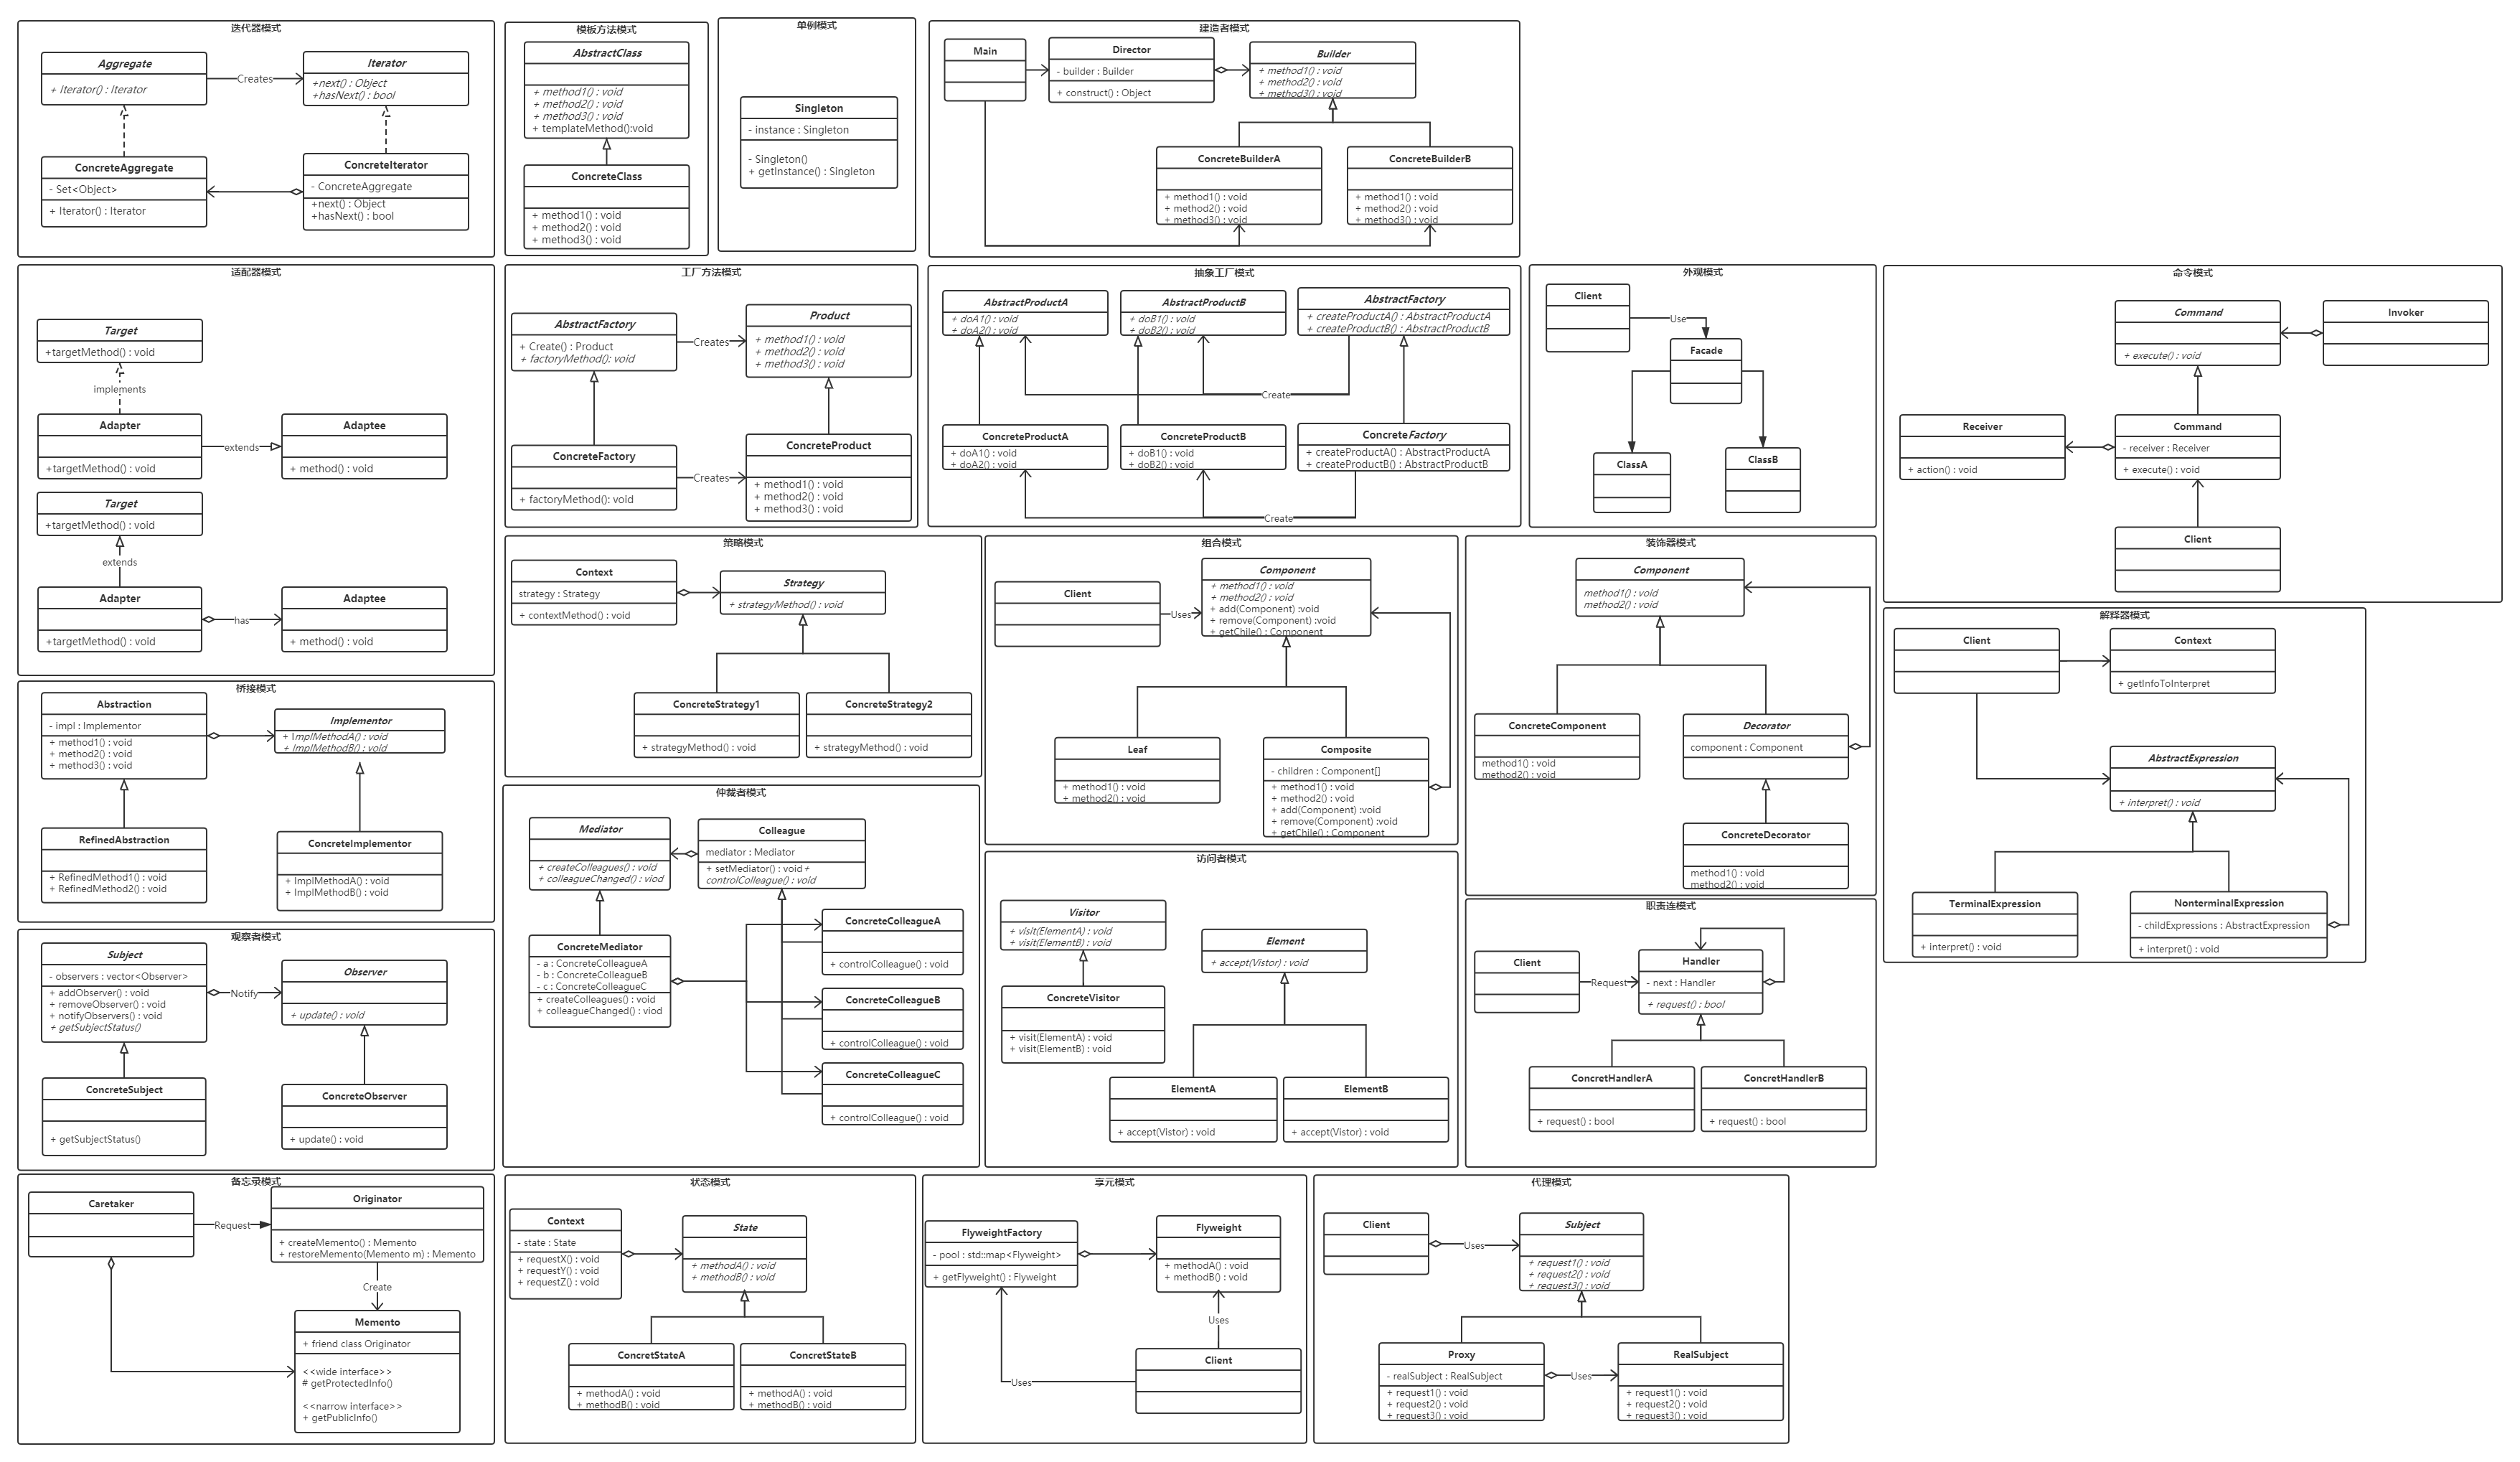 迭代器模式
Aggregate
+ Iterator() : Iterator
Creates
Iterator
+next() : Object
+hasNext() : bool
ConcreteAggregate
- Set<Object>
+ Iterator() : Iterator
ConcreteIterator
- ConcreteAggregate
+next() : Object
+hasNext() : bool
模板方法模式
AbstractClass
+ method1() : void
+ method2() : void
+ method3() : void
+ templateMethod():void
ConcreteClass
+ method1() : void
+ method2() : void
+ method3() : void
单例模式
Singleton
- instance : Singleton
- Singleton()
+ getInstance() : Singleton
建造者模式
Main
Director
- builder : Builder
+ construct() : Object
Builder
+ method1() : void
+ method2() : void
+ method3() : void
ConcreteBuilderA
+ method1() : void
+ method2() : void
+ method3() : void
ConcreteBuilderB
+ method1() : void
+ method2() : void
+ method3() : void
适配器模式
Target
+targetMethod() : void
implements
Adapter
+targetMethod() : void
extends
Adaptee
+ method() : void
Target
+targetMethod() : void
extends
Adapter
+targetMethod() : void
has
Adaptee
+ method() : void
工厂方法模式
AbstractFactory
+ Create() : Product
+ factoryMethod(): void
Creates
Product
+ method1() : void
+ method2() : void
+ method3() : void
ConcreteFactory
+ factoryMethod(): void
Creates
ConcreteProduct
+ method1() : void
+ method2() : void
+ method3() : void
抽象工厂模式
AbstractProductA
+ doA1() : void
+ doA2() : void
AbstractProductB
+ doB1() : void
+ doB2() : void
AbstractFactory
+ createProductA() : AbstractProductA
+ createProductB() : AbstractProductB
Create
ConcreteProductA
+ doA1() : void
+ doA2() : void
ConcreteProductB
+ doB1() : void
+ doB2() : void
ConcreteFactory
+ createProductA() : AbstractProductA
+ createProductB() : AbstractProductB
Create
外观模式
Client
Use
Facade
ClassA
ClassB
命令模式
Command
+ execute() : void
Invoker
Receiver
+ action() : void
Command
- receiver : Receiver
+ execute() : void
Client
策略模式
Context
strategy : Strategy
+ contextMethod() : void
Strategy
+ strategyMethod() : void
ConcreteStrategy1
+ strategyMethod() : void
ConcreteStrategy2
+ strategyMethod() : void
组合模式
Client
Uses
Component
+ method1() : void
+ method2() : void
+ add(Component) :void
+ remove(Component) :void
+ getChile() : Component
Leaf
+ method1() : void
+ method2() : void
Composite
- children : Component[]
+ method1() : void
+ method2() : void
+ add(Component) :void
+ remove(Component) :void
+ getChile() : Component
装饰器模式
Component
method1() : void
method2() : void
ConcreteComponent
method1() : void
method2() : void
Decorator
component : Component
ConcreteDecorator
method1() : void
method2() : void
解释器模式
Client
Context
+ getInfoToInterpret
AbstractExpression
+ interpret() : void
TerminalExpression
+ interpret() : void
NonterminalExpression
- childExpressions : AbstractExpression
+ interpret() : void
桥接模式
Abstraction
- impl : Implementor
+ method1() : void
+ method2() : void
+ method3() : void
Implementor
+ ImplMethodA() : void
+ ImplMethodB() : void
RefinedAbstraction
+ RefinedMethod1() : void
+ RefinedMethod2() : void
ConcreteImplementor
+ ImplMethodA() : void
+ ImplMethodB() : void
仲裁者模式
Mediator
+ createColleagues() : void
+ colleagueChanged() : viod
Colleague
mediator : Mediator
+ setMediator() : void+
controlColleague() : void
ConcreteMediator
- a : ConcreteColleagueA
- b : ConcreteColleagueB
- c : ConcreteColleagueC
+ createColleagues() : void
+ colleagueChanged() : viod
ConcreteColleagueA
+ controlColleague() : void
ConcreteColleagueB
+ controlColleague() : void
ConcreteColleagueC
+ controlColleague() : void
访问者模式
Visitor
+ visit(ElementA) : void
+ visit(ElementB) : void
Element
+ accept(Vistor) : void
ConcreteVisitor
+ visit(ElementA) : void
+ visit(ElementB) : void
ElementA
+ accept(Vistor) : void
ElementB
+ accept(Vistor) : void
职责连模式
Client
Request
Handler
- next : Handler
+ request() : bool
ConcretHandlerA
+ request() : bool
ConcretHandlerB
+ request() : bool
观察者模式
Subject
- observers : vector<Observer>
+ addObserver() : void
+ removeObserver() : void
+ notifyObservers() : void
+ getSubjectStatus()
Notify
Observer
+ update() : void
ConcreteSubject
+ getSubjectStatus()
ConcreteObserver
+ update() : void
备忘录模式
Caretaker
Request
Originator
+ createMemento() : Memento
+ restoreMemento(Memento m) : Memento
Create
Memento
+ friend class Originator
<<wide interface>>
# getProtectedInfo()
<<narrow interface>>
+ getPublicInfo()
状态模式
Context
- state : State
+ requestX() : void
+ requestY() : void
+ requestZ() : void
State
+ methodA() : void
+ methodB() : void
ConcretStateA
+ methodA() : void
+ methodB() : void
ConcretStateB
+ methodA() : void
+ methodB() : void
享元模式
FlyweightFactory
- pool : std::map<Flyweight>
+ getFlyweight() : Flyweight
Flyweight
+ methodA() : void
+ methodB() : void
Uses
Client
Uses
代理模式
Client
Uses
Subject
+ request1() : void
+ request2() : void
+ request3() : void
Proxy
- realSubject : RealSubject
+ request1() : void
+ request2() : void
+ request3() : void
Uses
RealSubject
+ request1() : void
+ request2() : void
+ request3() : void